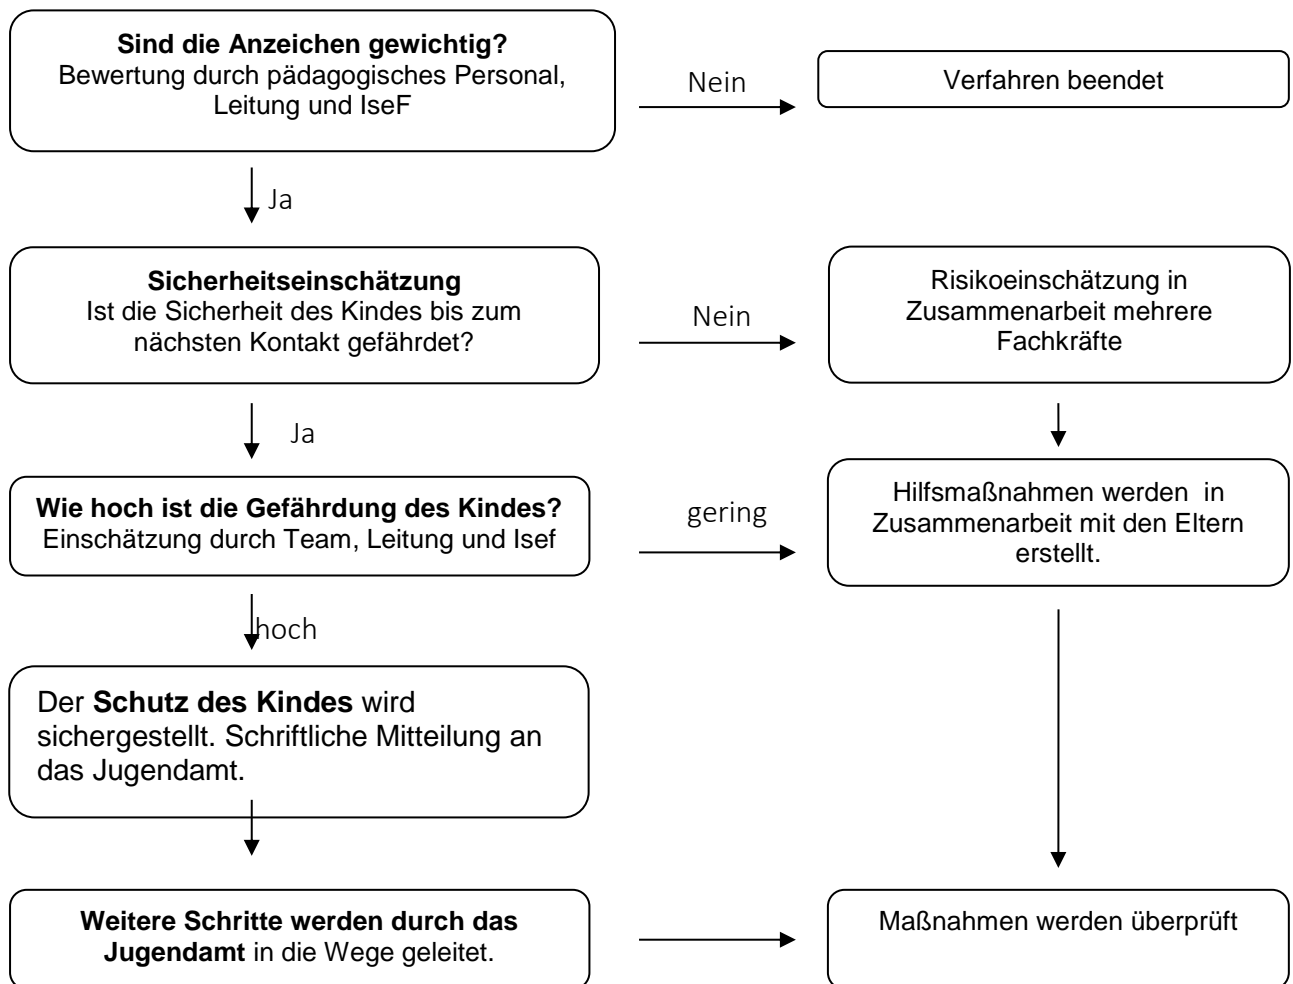 Sind die Anzeichen gewichtig?
Bewertung durch pädagogisches Personal,
Leitung und IseF
Nein
Verfahren beendet
Ja
Sicherheitseinschätzung
Ist die Sicherheit des Kindes bis zum
nächsten Kontakt gefährdet?
Nein
Risikoeinschätzung in
Zusammenarbeit mehrere
Fachkräfte
Ja
Wie hoch ist die Gefährdung des Kindes?
Einschätzung durch Team, Leitung und Isef
gering
Hilfsmaßnahmen werden in
Zusammenarbeit mit den Eltern
erstellt.
hoch
Der Schutz des Kindes wird
sichergestellt. Schriftliche Mitteilung an
das Jugendamt.
Weitere Schritte werden durch das
Jugendamt in die Wege geleitet.
Maßnahmen werden überprüft